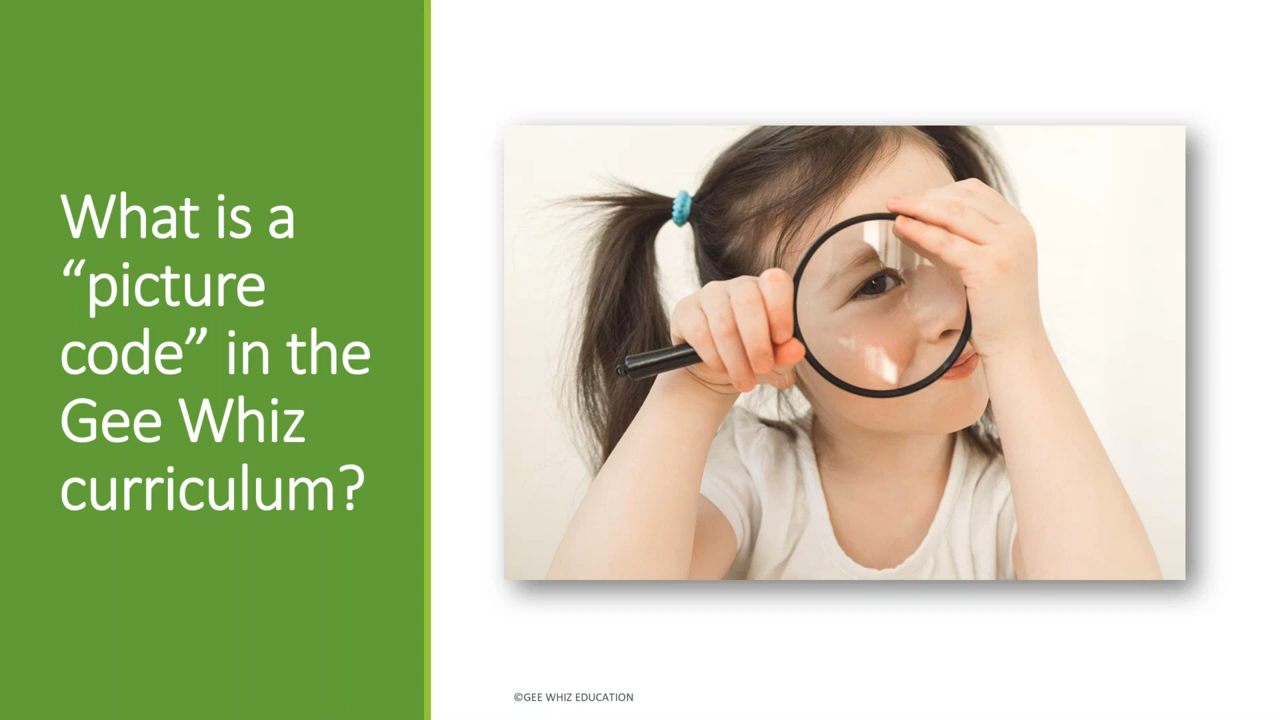 What is a
“picture
code” in the
Gee Whiz
curriculum?
©GEE WHIZ EDUCATION